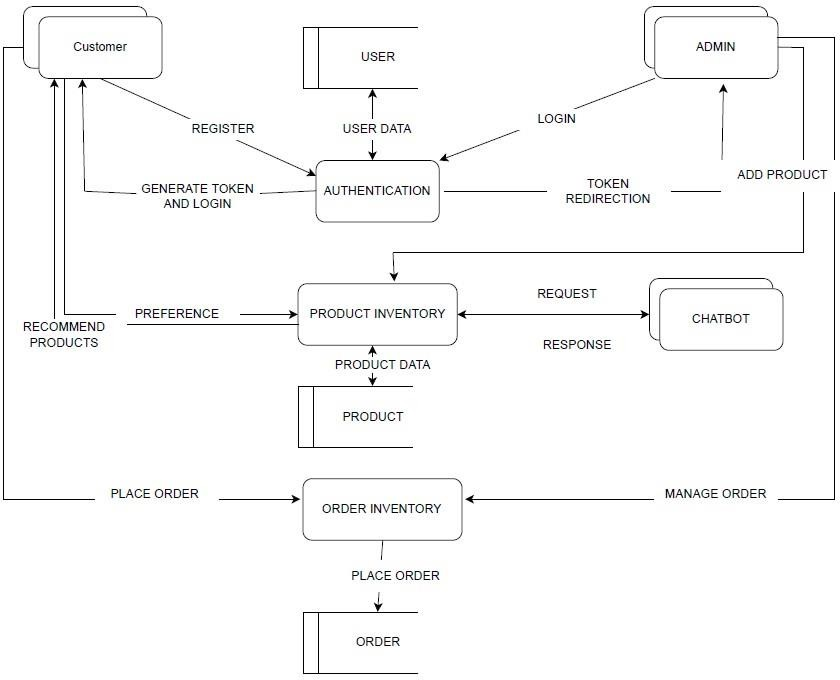 Customer
USER
ADMIN
REGISTER
USER DATA
LOGIN
GENERATE TOKEN
AND LOGIN
AUTHENTICATION
TOKEN
REDIRECTION
ADD PRODUCT
RECOMMEND
PRODUCTS
PREFERENCE
PRODUCT INVENTORY
REQUEST
RESPONSE
CHATBOT
PRODUCT DATA
PRODUCT
PLACE ORDER
ORDER INVENTORY
MANAGE ORDER
PLACE ORDER
ORDER